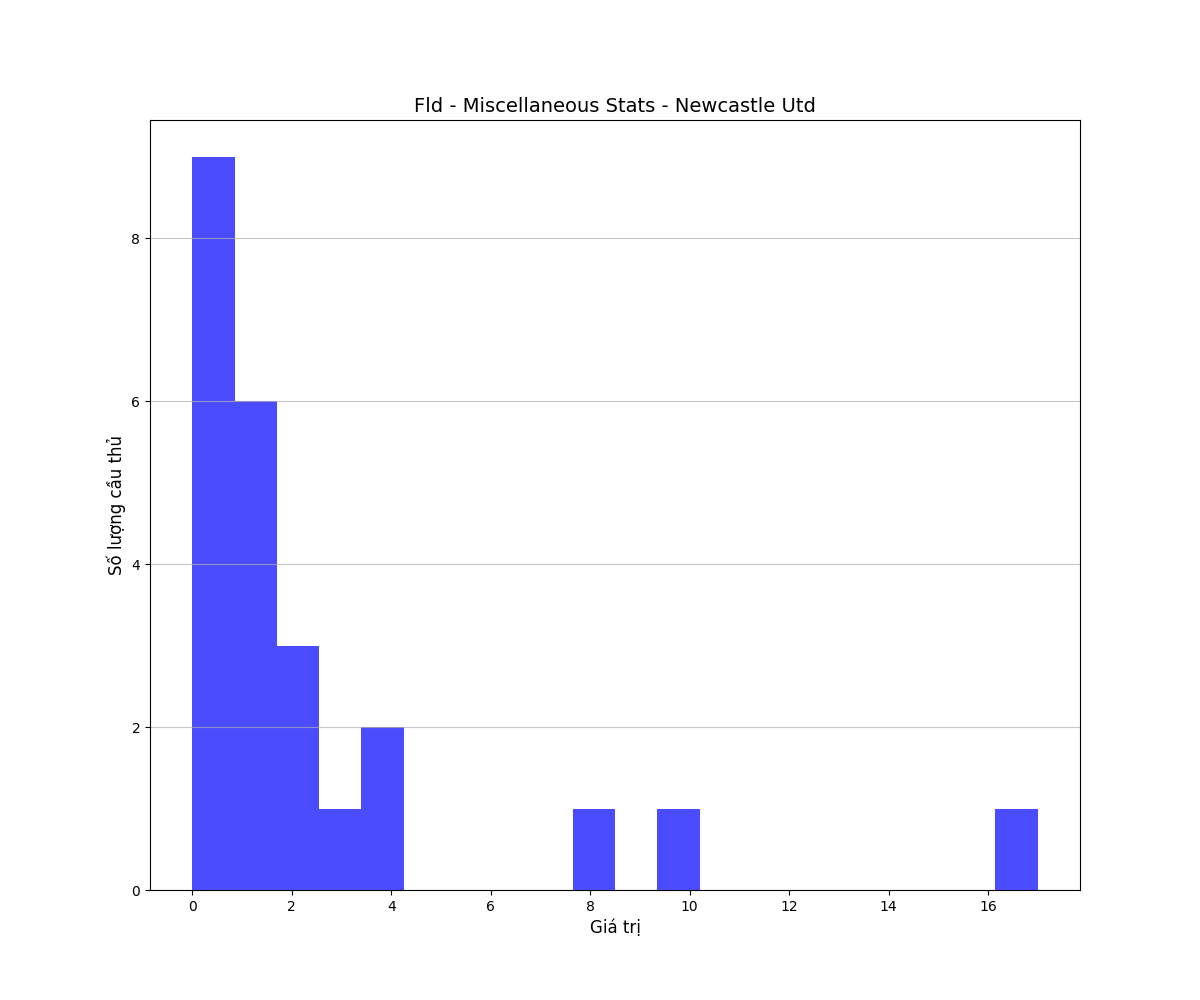 Fld - Miscellaneous Stats - Newcastle Utd
Số lượng cầu thủ
8
6
4
2
0
0 2 4 6 8 10 12 14 16
Giá trị